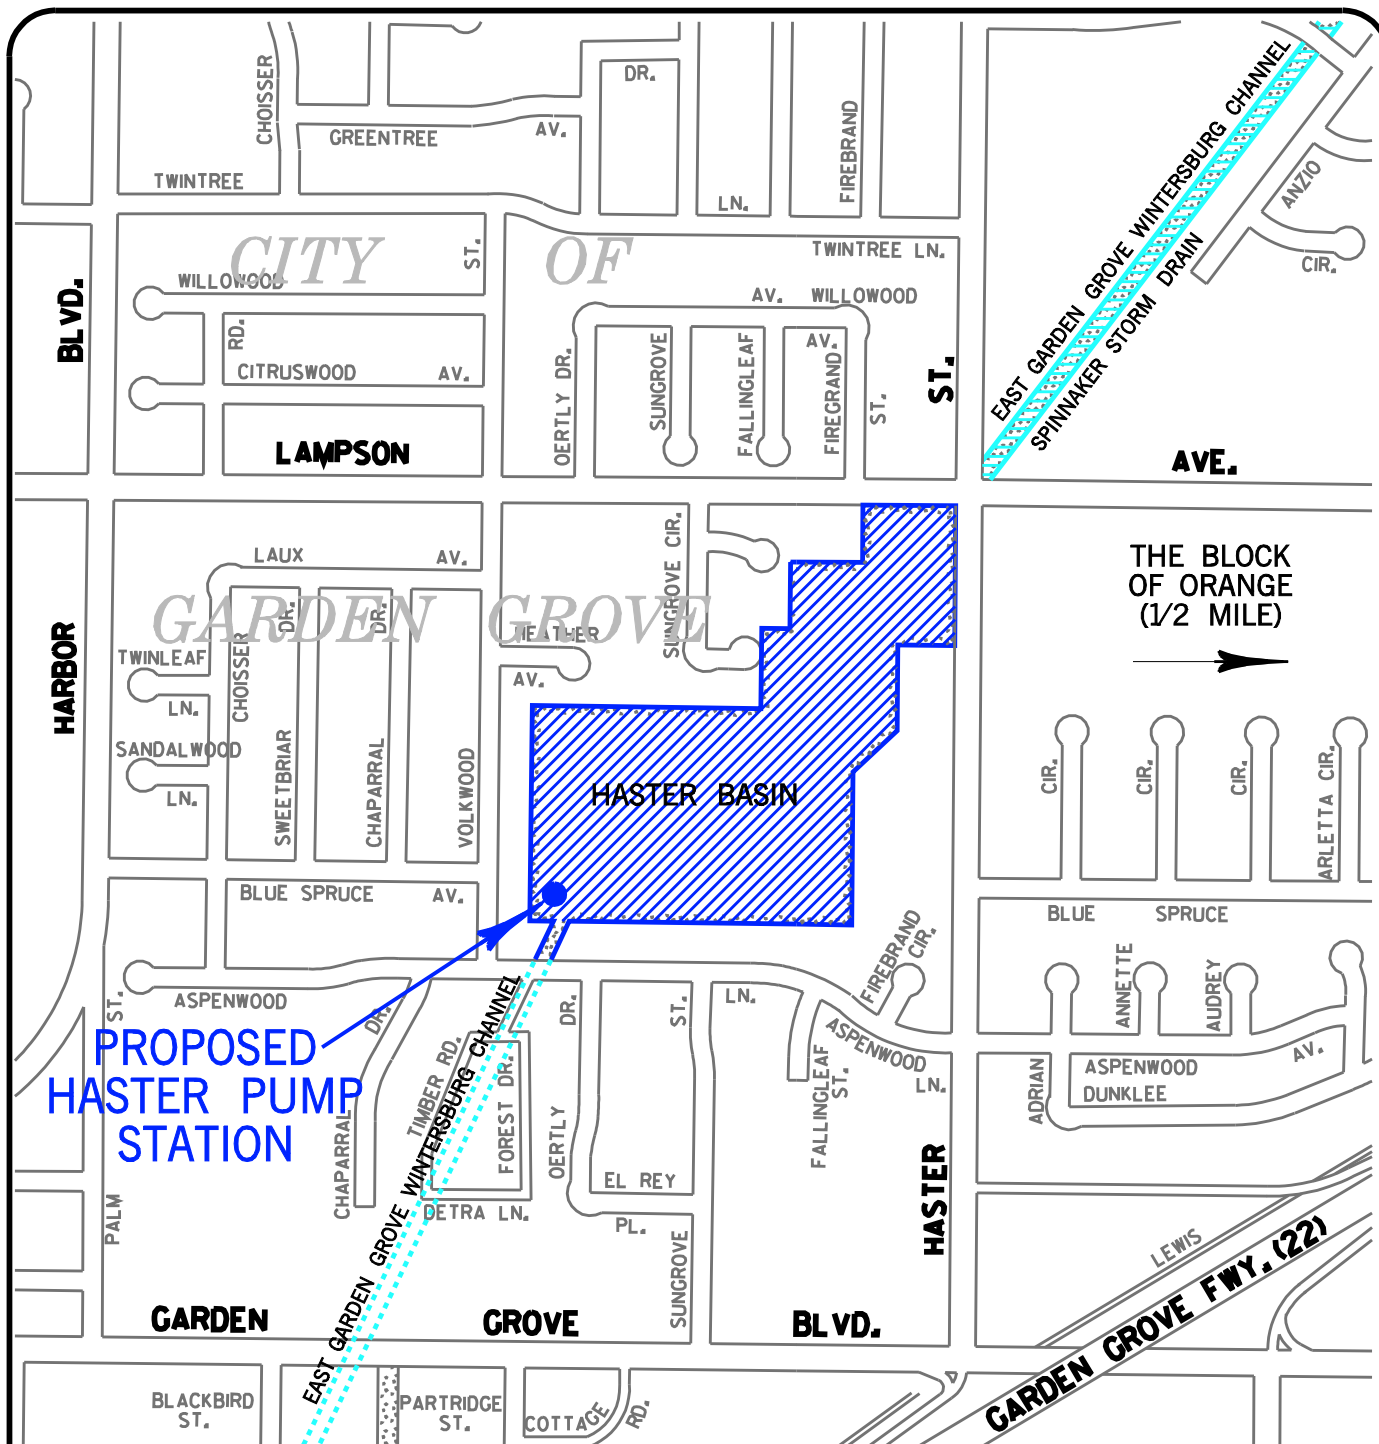 CHOISSER
GREENTREE
AV.
DR.
FIREBRAND
TWINTREE
LN.
TWINTREE LN.
EAST GARDEN GROVE WINTERSBURG CHANNEL
SPINNAKER STORM DRAIN
ANZIO
CIR.
CITY OF
WILLOWOOD
ST.
AV. WILLOWOOD
BLVD.
RD.
CITRUSWOOD
AV.
OERTLY DR.
SUNGROVE
FALLINGLEAF
AV.
FIREGRAND
ST.
ST.
LAMPSON
AVE.
LAUX
AV.
SUNGROVE CIR.
THE BLOCK
OF ORANGE
(1/2 MILE)
GARDEN GROVE
DR.
DR.
HEATHER
AV.
HARBOR
TWINLEAF
LN.
CHOISSER
SANDALWOOD
LN.
SWEETBRIAR
CHAPARRAL
VOLKWOOD
HASTER BASIN
CIR.
CIR.
CIR.
ARLETTA CIR.
BLUE SPRUCE
AV.
BLUE SPRUCE
FIREBRAND
CIR.
ANNETTE
AUDREY
ASPENWOOD
ST.
DR.
DR.
ST.
LN.
ASPENWOOD
LN.
PROPOSED
HASTER PUMP
STATION
TIMBER RD.
FOREST DR.
EAST GARDEN GROVE WINTERSBURG CHANNEL
OERTLY
FALLINGLEAF
ST.
ADRIAN
ASPENWOOD
AV.
DUNKLEE
CHAPARRAL
PALM
DETRA LN.
EL REY
PL.
SUNGROVE
HASTER
LEWIS
GARDEN GROVE FWY. (22)
GARDEN GROVE BLVD.
BLACKBIRD
ST.
PARTRIDGE
ST.
COTTAGE
RD.